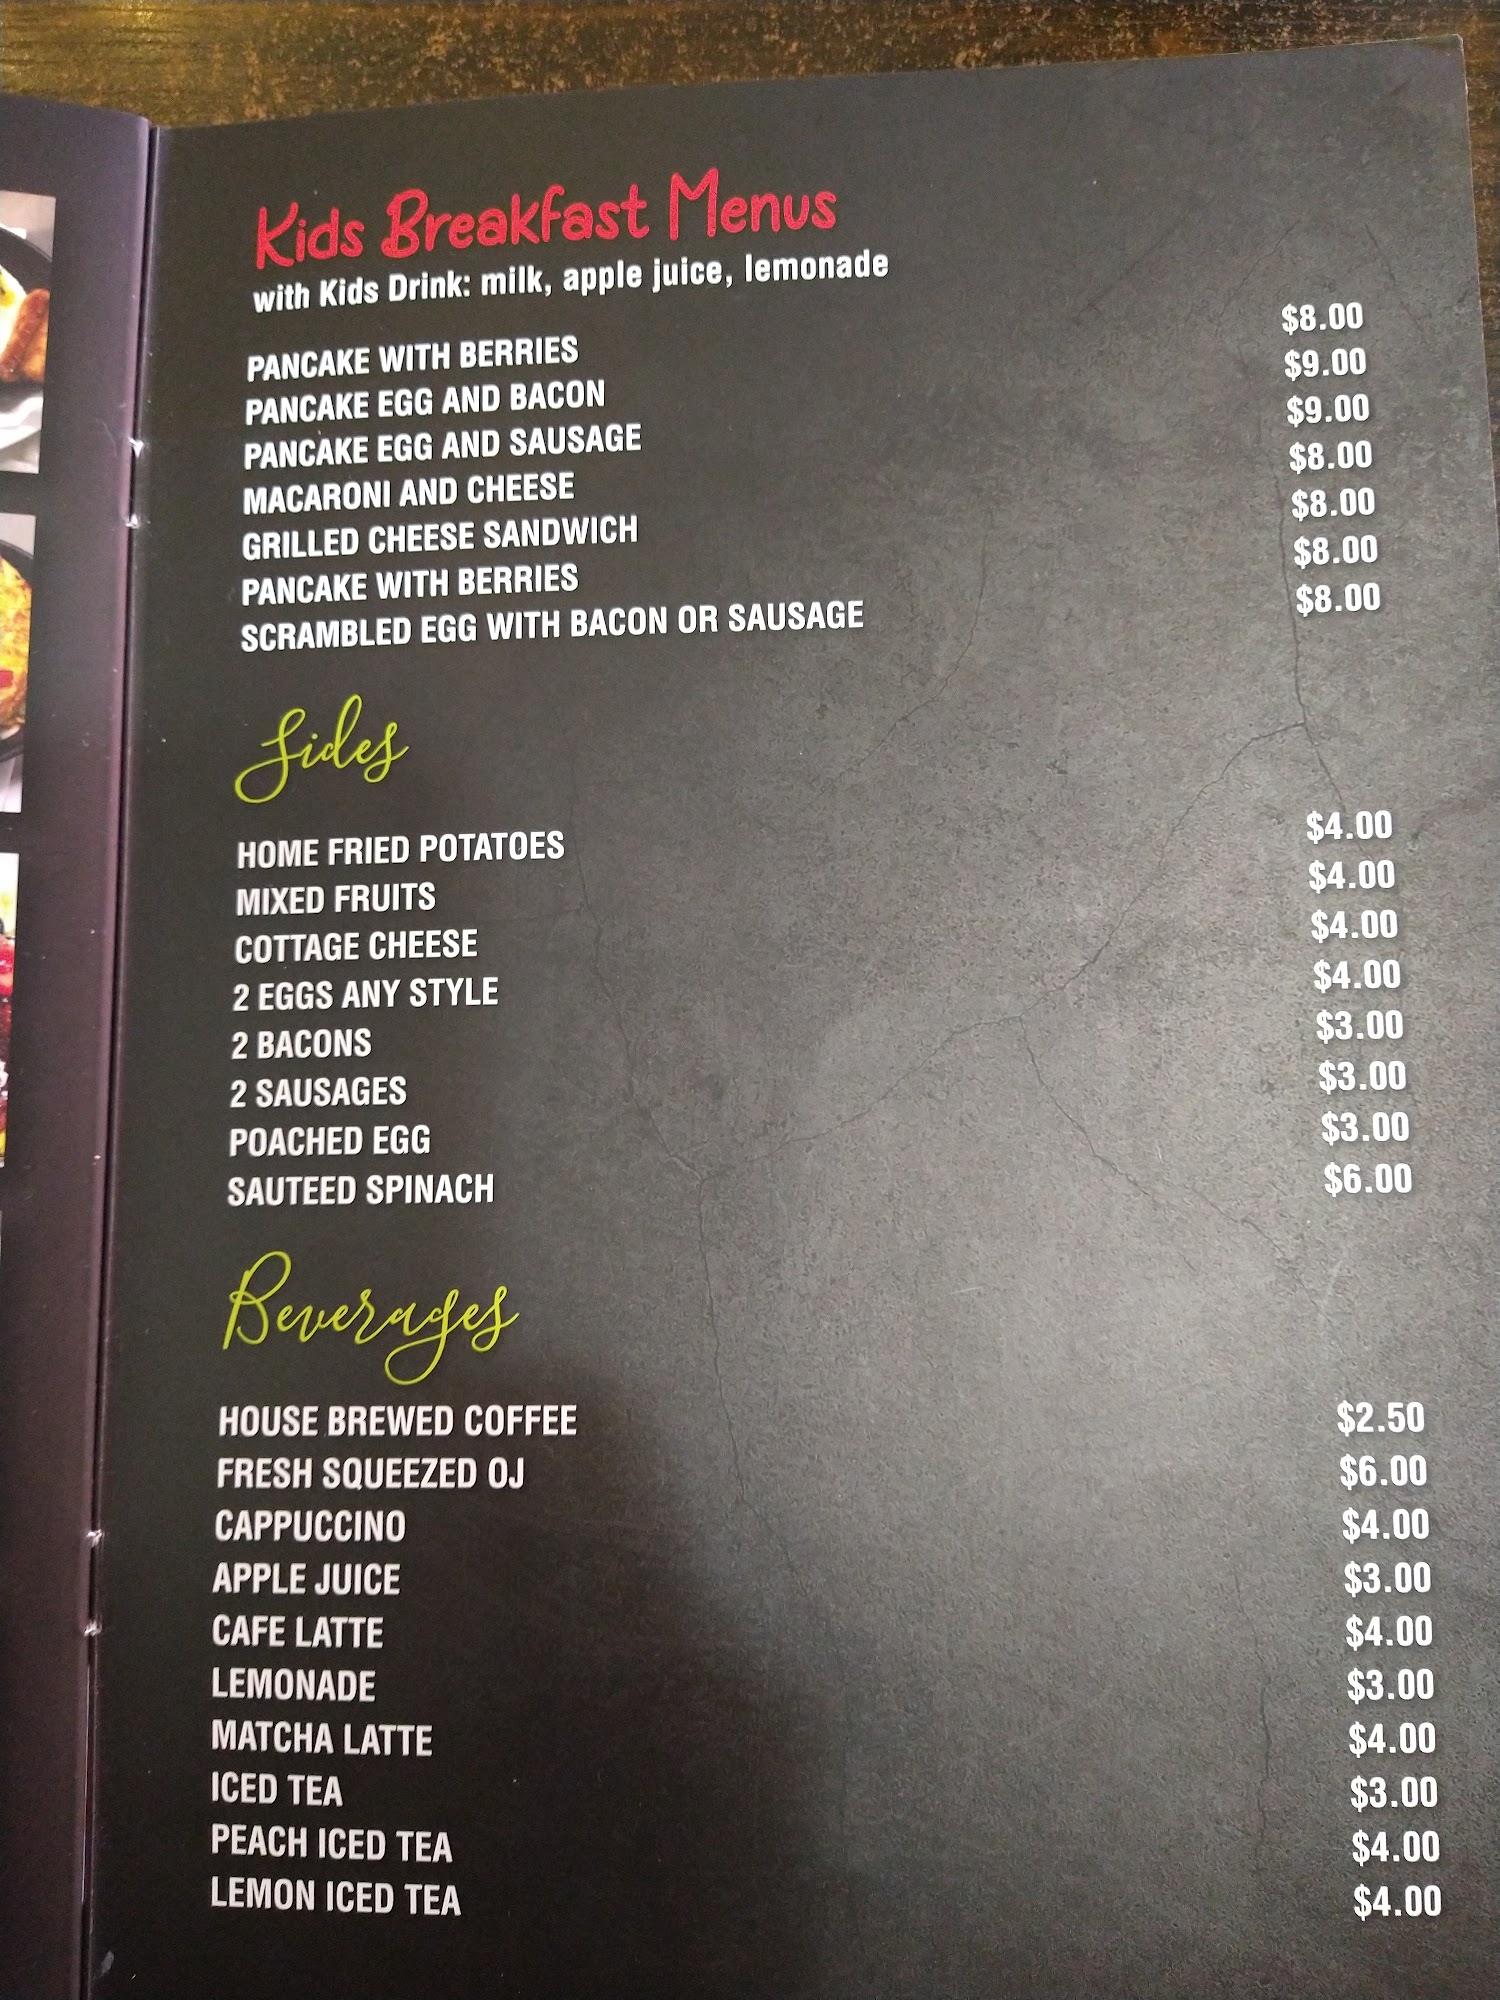 Kids Breakfast Menus
with Kids Drink: milk, apple juice, lemonade
PANCAKE WITH BERRIES $8.00
PANCAKE EGG AND BACON $9.00
PANCAKE EGG AND SAUSAGE $9.00
MACARONI AND CHEESE $8.00
GRILLED CHEESE SANDWICH $8.00
PANCAKE WITH BERRIES $8.00
SCRAMBLED EGG WITH BACON OR SAUSAGE $8.00
Sides
HOME FRIED POTATOES $4.00
MIXED FRUITS $4.00
COTTAGE CHEESE $4.00
2 EGGS ANY STYLE $4.00
2 BACONS $3.00
2 SAUSAGES $3.00
POACHED EGG $3.00
SAUTEED SPINACH $6.00
Beverages
HOUSE BREWED COFFEE $2.50
FRESH SQUEEZED OJ $6.00
CAPPUCCINO $4.00
APPLE JUICE $3.00
CAFE LATTE $4.00
LEMONADE $3.00
MATCHA LATTE $4.00
ICED TEA $3.00
PEACH ICED TEA $4.00
LEMON ICED TEA $4.00